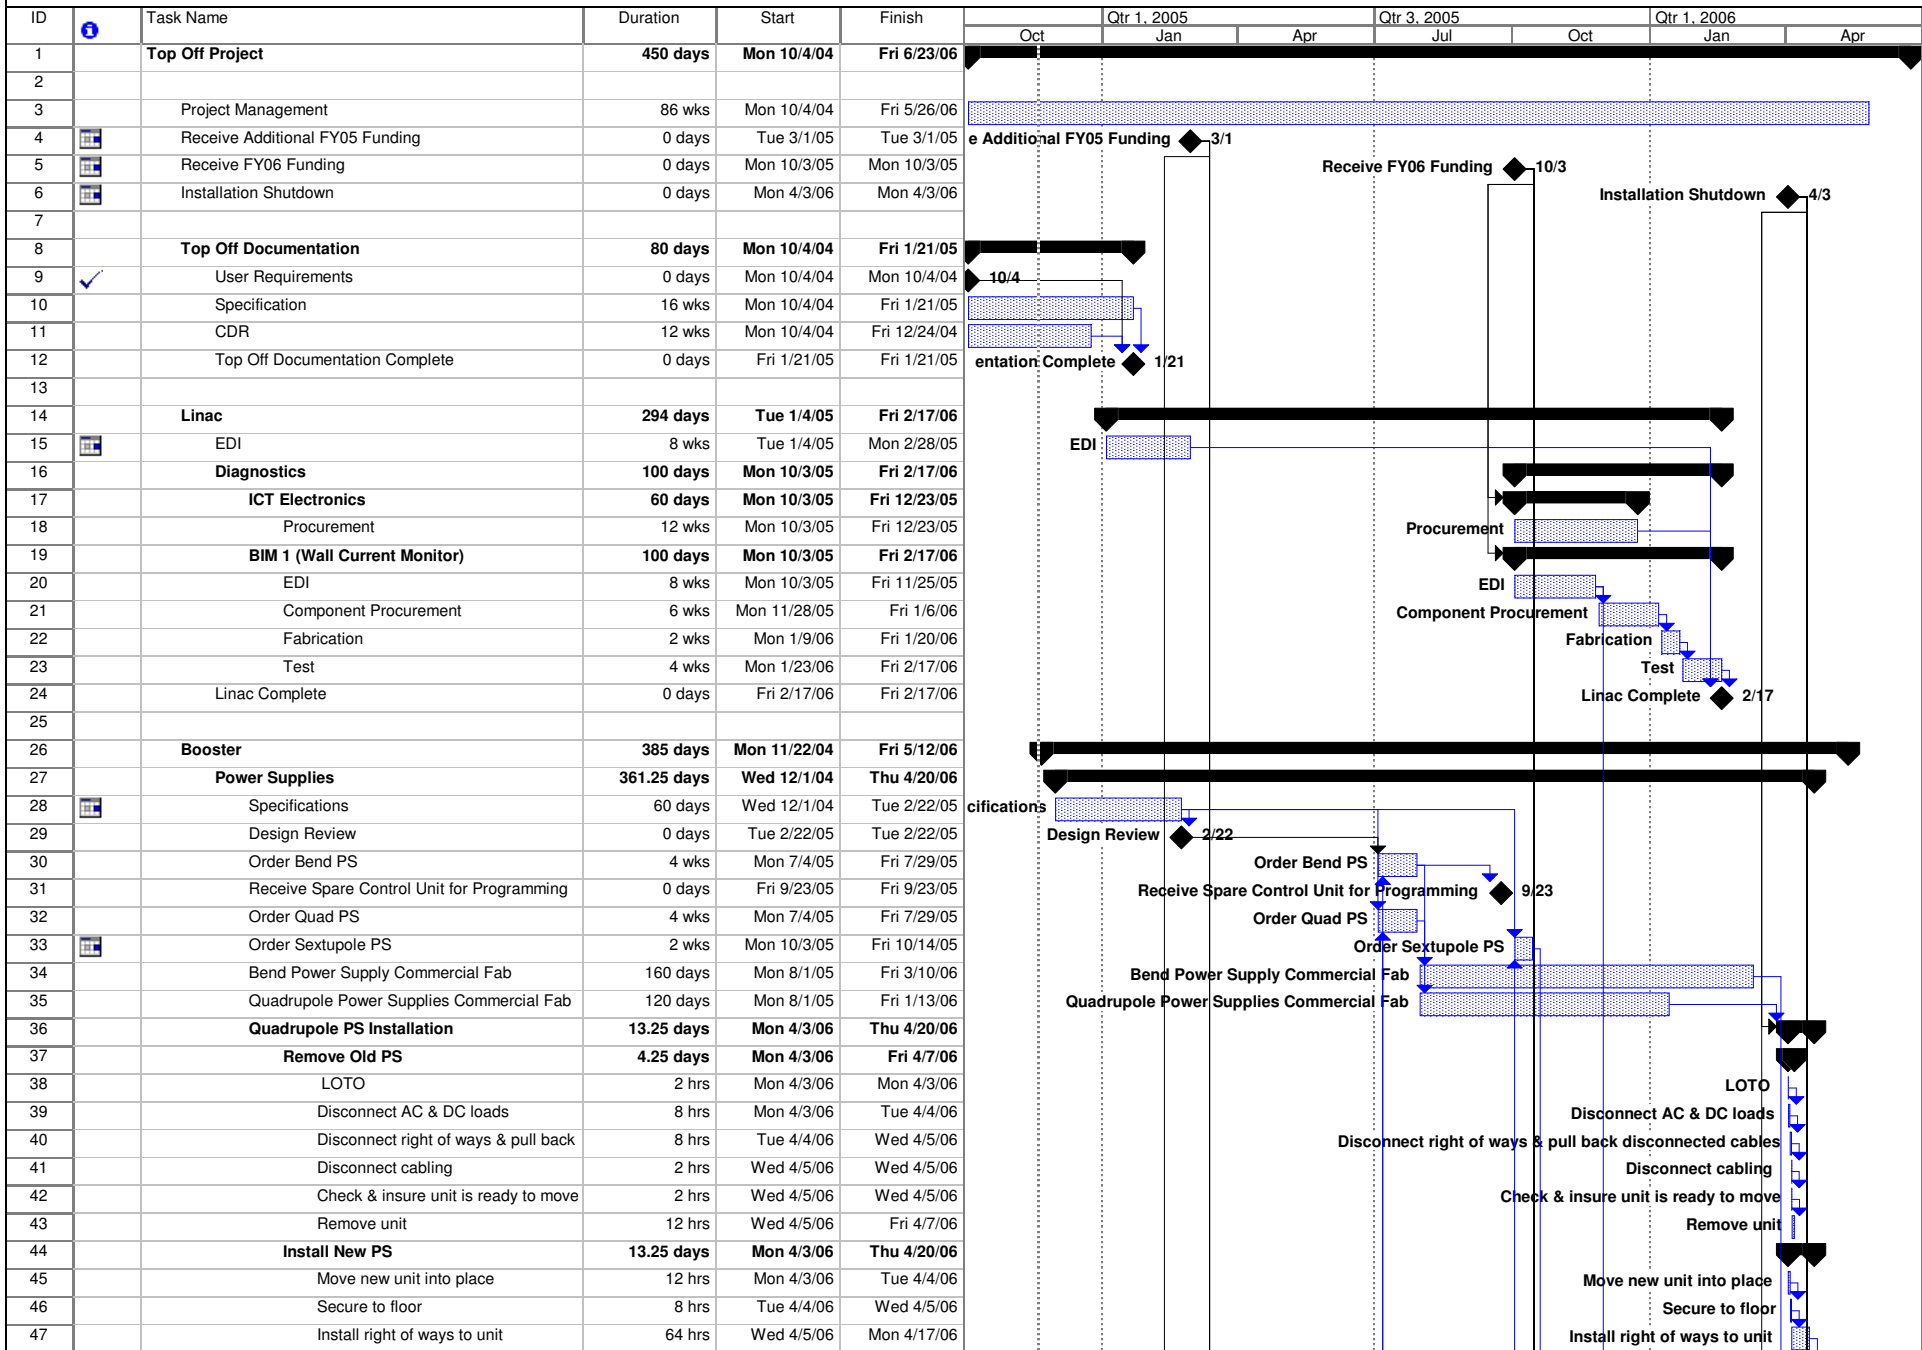 ID Task Name Duration Start Finish Qtr 1, 2005 Qtr 3, 2005 Qtr 1, 2006
Oct Jan Apr Jul Oct Jan Apr
1 Top Off Project 450 days Mon 10/4/04 Fri 6/23/06
2
3 Project Management 86 wks Mon 10/4/04 Fri 5/26/06
4 Receive Additional FY05 Funding 0 days Tue 3/1/05 Tue 3/1/05 e Additional FY05 Funding 3/1
5 Receive FY06 Funding 0 days Mon 10/3/05 Mon 10/3/05 Receive FY06 Funding 10/3
6 Installation Shutdown 0 days Mon 4/3/06 Mon 4/3/06 Installation Shutdown 4/3
7
8 Top Off Documentation 80 days Mon 10/4/04 Fri 1/21/05
9 User Requirements 0 days Mon 10/4/04 Mon 10/4/04 10/4
10 Specification 16 wks Mon 10/4/04 Fri 1/21/05
11 CDR 12 wks Mon 10/4/04 Fri 12/24/04
12 Top Off Documentation Complete 0 days Fri 1/21/05 Fri 1/21/05 entation Complete 1/21
13
14 Linac 294 days Tue 1/4/05 Fri 2/17/06
15 EDI 8 wks Tue 1/4/05 Mon 2/28/05 EDI
16 Diagnostics 100 days Mon 10/3/05 Fri 2/17/06
17 ICT Electronics 60 days Mon 10/3/05 Fri 12/23/05
18 Procurement 12 wks Mon 10/3/05 Fri 12/23/05 Procurement
19 BIM 1 (Wall Current Monitor) 100 days Mon 10/3/05 Fri 2/17/06
20 EDI 8 wks Mon 10/3/05 Fri 11/25/05 EDI
21 Component Procurement 6 wks Mon 11/28/05 Fri 1/6/06 Component Procurement
22 Fabrication 2 wks Mon 1/9/06 Fri 1/20/06 Fabrication
23 Test 4 wks Mon 1/23/06 Fri 2/17/06 Test
24 Linac Complete 0 days Fri 2/17/06 Fri 2/17/06 Linac Complete 2/17
25
26 Booster 385 days Mon 11/22/04 Fri 5/12/06
27 Power Supplies 361.25 days Wed 12/1/04 Thu 4/20/06
28 Specifications 60 days Wed 12/1/04 Tue 2/22/05 cifications
29 Design Review 0 days Tue 2/22/05 Tue 2/22/05 Design Review 2/22
30 Order Bend PS 4 wks Mon 7/4/05 Fri 7/29/05 Order Bend PS
31 Receive Spare Control Unit for Programming 0 days Fri 9/23/05 Fri 9/23/05 Receive Spare Control Unit for Programming 9/23
32 Order Quad PS 4 wks Mon 7/4/05 Fri 7/29/05 Order Quad PS
33 Order Sextupole PS 2 wks Mon 10/3/05 Fri 10/14/05 Order Sextupole PS
34 Bend Power Supply Commercial Fab 160 days Mon 8/1/05 Fri 3/10/06 Bend Power Supply Commercial Fab
35 Quadrupole Power Supplies Commercial Fab 120 days Mon 8/1/05 Fri 1/13/06 Quadrupole Power Supplies Commercial Fab
36 Quadrupole PS Installation 13.25 days Mon 4/3/06 Thu 4/20/06
37 Remove Old PS 4.25 days Mon 4/3/06 Fri 4/7/06
38 LOTO 2 hrs Mon 4/3/06 Mon 4/3/06 LOTO
39 Disconnect AC & DC loads 8 hrs Mon 4/3/06 Tue 4/4/06 Disconnect AC & DC loads
40 Disconnect right of ways & pull back 8 hrs Tue 4/4/06 Wed 4/5/06 Disconnect right of ways & pull back disconnected cables
41 Disconnect cabling 2 hrs Wed 4/5/06 Wed 4/5/06 Disconnect cabling
42 Check & insure unit is ready to move 2 hrs Wed 4/5/06 Wed 4/5/06 Check & insure unit is ready to move
43 Remove unit 12 hrs Wed 4/5/06 Fri 4/7/06 Remove unit
44 Install New PS 13.25 days Mon 4/3/06 Thu 4/20/06
45 Move new unit into place 12 hrs Mon 4/3/06 Tue 4/4/06 Move new unit into place
46 Secure to floor 8 hrs Tue 4/4/06 Wed 4/5/06 Secure to floor
47 Install right of ways to unit 64 hrs Wed 4/5/06 Mon 4/17/06 Install right of ways to unit